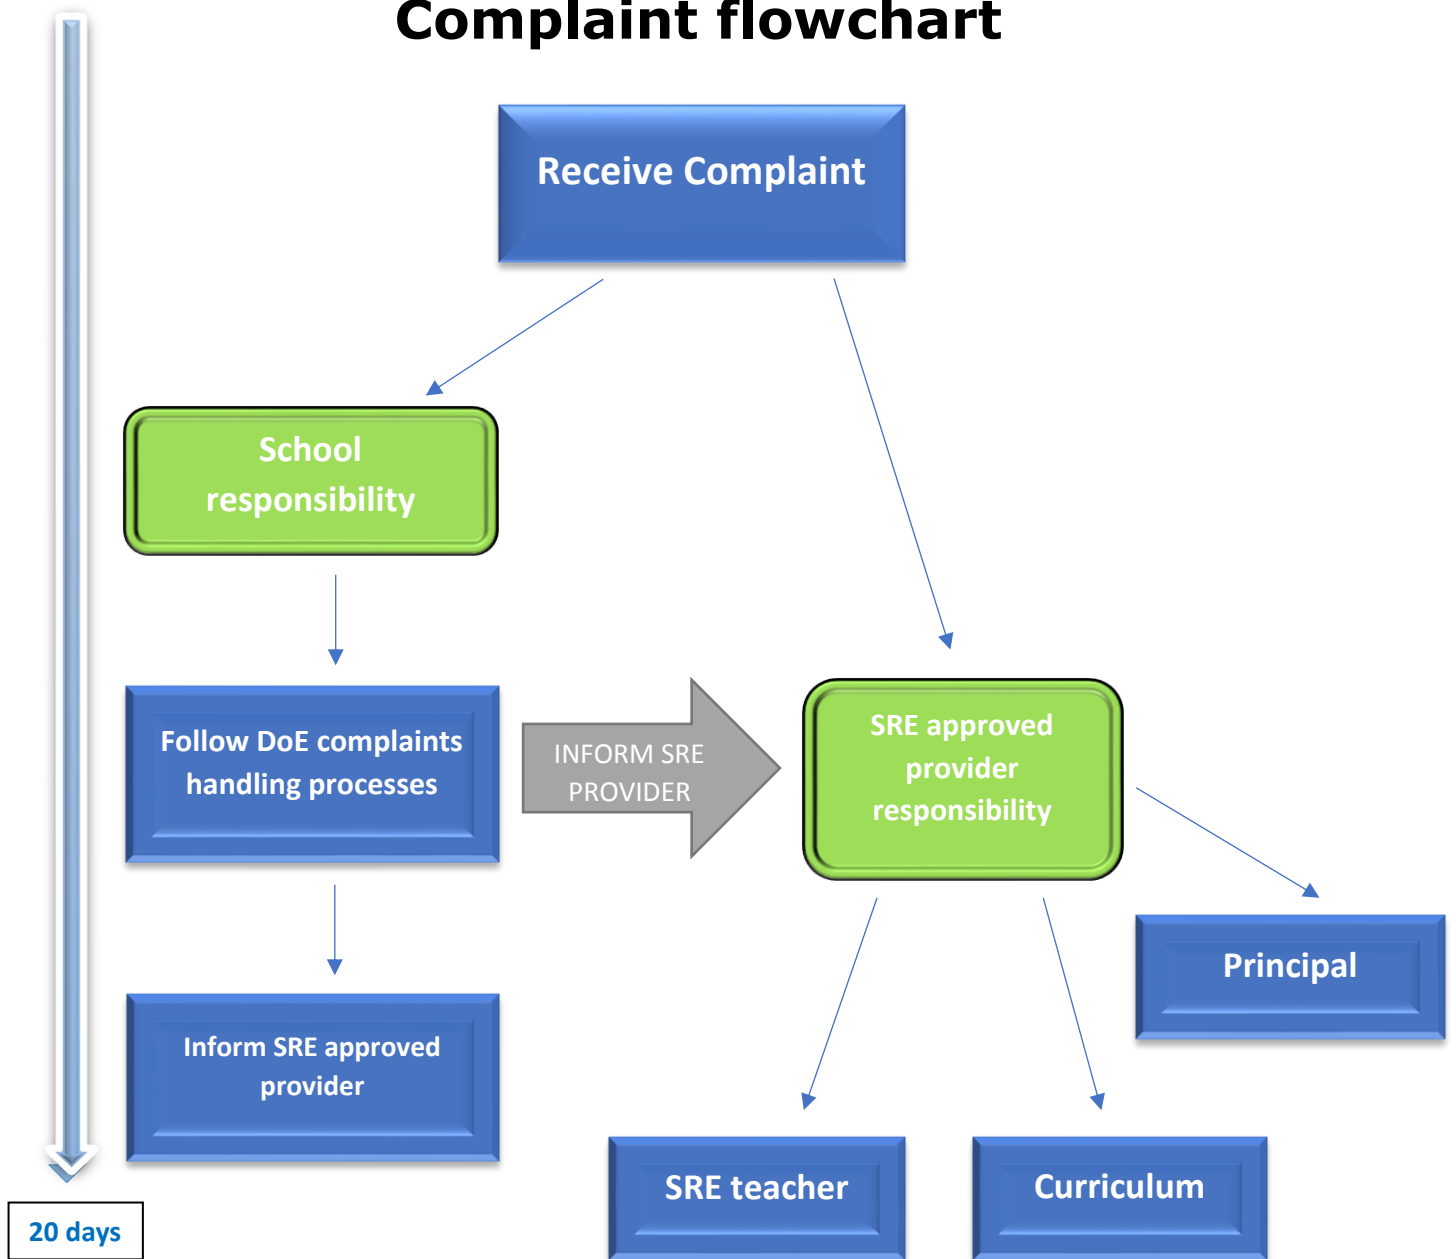 Complaint flowchart
Receive Complaint
School
responsibility
Follow DoE complaints
handling processes
INFORM SRE
PROVIDER
SRE approved
provider
responsibility
Principal
Inform SRE approved
provider
SRE teacher
Curriculum
20 days